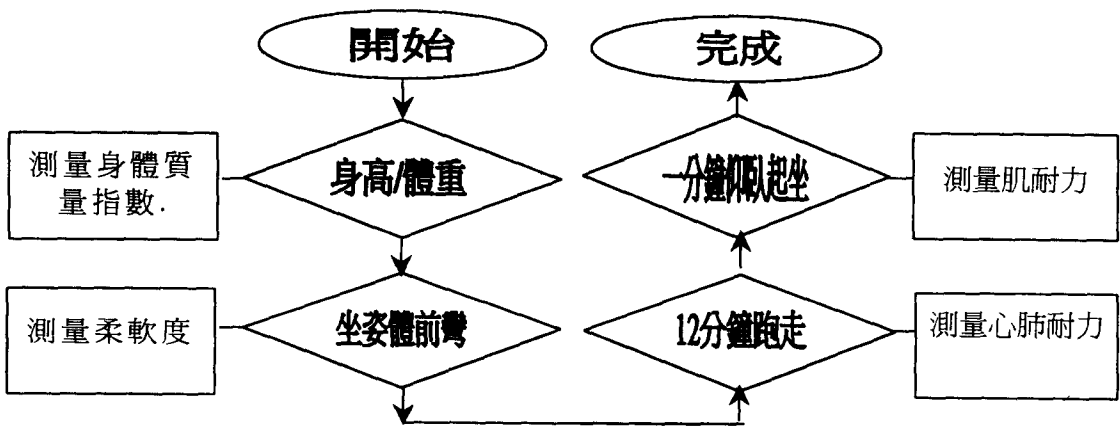 開始
完成
測量身體質
量指數.
身高/體重
一分鐘仰臥起坐
測量肌耐力
測量柔軟度
坐姿體前彎
12分鐘跑走
測量心肺耐力